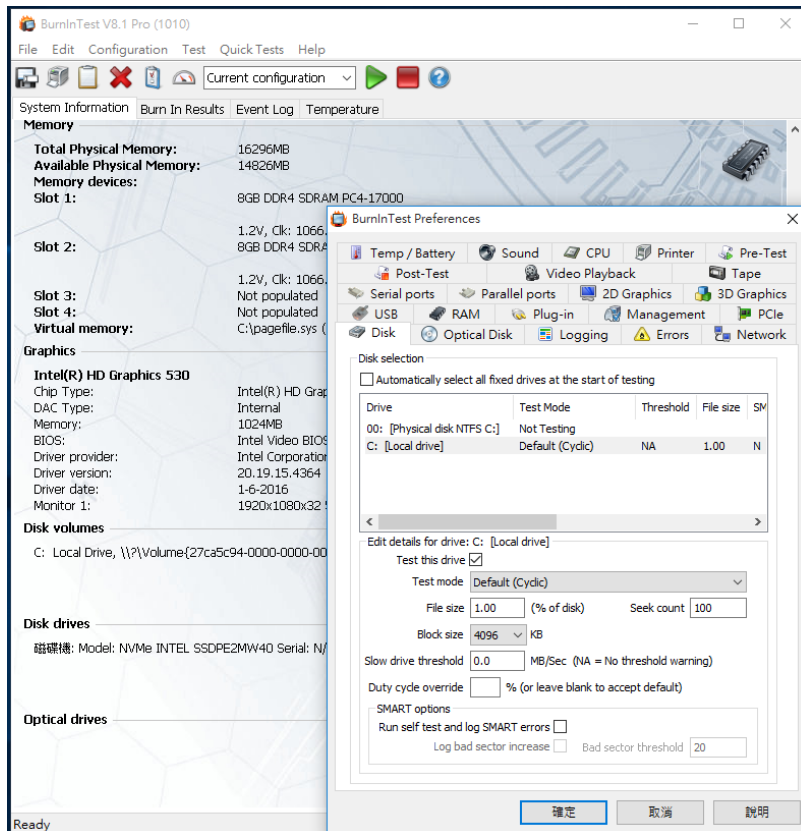 BurnInTest V8.1 Pro (1010)
File Edit Configuration Test Quick Tests Help
Current configuration
System Information Burn In Results Event Log Temperature
Memory
Total Physical Memory: 16296MB
Available Physical Memory: 14826MB
Memory devices:
Slot 1: 8GB DDR4 SDRAM PC4-17000
1.2V, Clk: 1066.
Slot 2: 8GB DDR4 SDRA
1.2V, Clk: 1066.
Slot 3: Not populated
Slot 4: Not populated
Virtual memory: C:\pagefile.sys (
Graphics
Intel(R) HD Graphics 530
Chip Type: Intel(R) HD Grap
DAC Type: Internal
Memory: 1024MB
BIOS: Intel Video BIOS
Driver provider: Intel Corporation
Driver version: 20.19.15.4364
Driver date: 1-6-2016
Monitor 1: 1920x1080x32
Disk volumes
C: Local Drive, \\?\Volume{27ca5c94-0000-0000-00
Disk drives
磁碟機: Model: NVMe INTEL SSDPE2MW40 Serial: N/
Optical drives
Ready
BurnInTest Preferences
Temp / Battery Sound CPU Printer Pre-Test
Post-Test Video Playback Tape
Serial ports Parallel ports 2D Graphics 3D Graphics
USB RAM Plug-in Management PCIe
Disk Optical Disk Logging Errors Network
Disk selection
Automatically select all fixed drives at the start of testing
Drive Test Mode Threshold File size SM
00: [Physical disk NTFS C:] Not Testing
C: [Local drive] Default (Cyclic) NA 1.00 N
Edit details for drive: C: [Local drive]
Test this drive
Test mode Default (Cyclic)
File size 1.00 (% of disk) Seek count 100
Block size 4096 KB
Slow drive threshold 0.0 MB/Sec (NA = No threshold warning)
Duty cycle override % (or leave blank to accept default)
SMART options
Run self test and log SMART errors
Log bad sector increase Bad sector threshold 20
確定 取消 說明